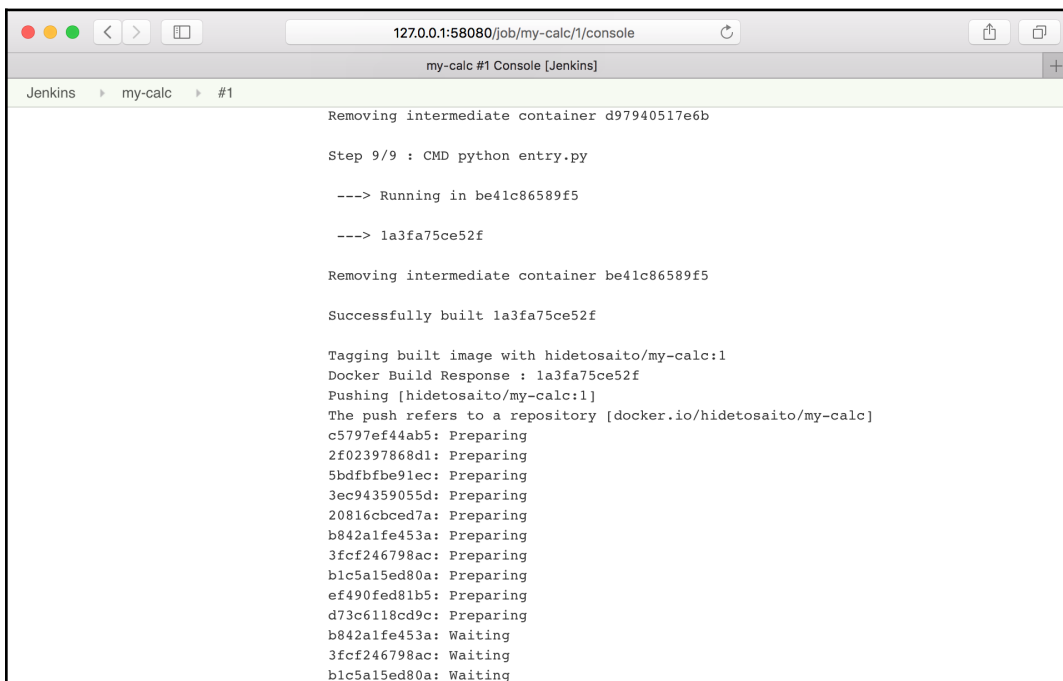 127.0.0.1:58080/job/my-calc/1/console
my-calc #1 Console [Jenkins]
Jenkins my-calc #1
Removing intermediate container d97940517e6b
Step 9/9 : CMD python entry.py
---> Running in be41c86589f5
---> 1a3fa75ce52f
Removing intermediate container be41c86589f5
Successfully built 1a3fa75ce52f
Tagging built image with hidetosaito/my-calc:1
Docker Build Response : 1a3fa75ce52f
Pushing [hidetosaito/my-calc:1]
The push refers to a repository [docker.io/hidetosaito/my-calc]
c5797ef44ab5: Preparing
2f02397868d1: Preparing
5bdfbfbe91ec: Preparing
3ec94359055d: Preparing
20816cbced7a: Preparing
b842a1fe453a: Preparing
3fcf246798ac: Preparing
b1c5a15ed80a: Preparing
ef490fed81b5: Preparing
d73c6118cd9c: Preparing
b842a1fe453a: Waiting
3fcf246798ac: Waiting
b1c5a15ed80a: Waiting